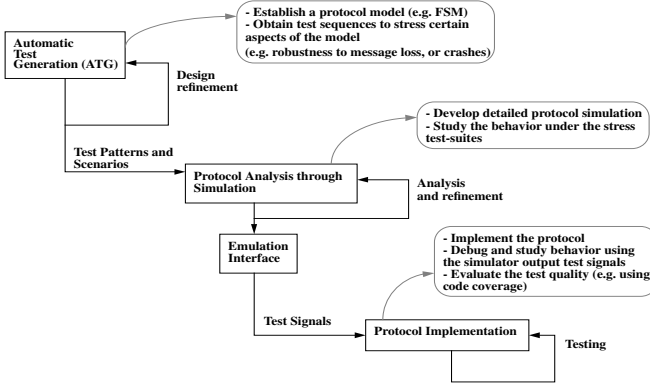 - Establish a protocol model (e.g. FSM)
- Obtain test sequences to stress certain
aspects of the model
(e.g. robustness to message loss, or crashes)
Automatic
Test
Generation (ATG)
Design
refinement
- Develop detailed protocol simulation
- Study the behavior under the stress
test-suites
Test Patterns and
Scenarios
Protocol Analysis through
Simulation
Analysis
and refinement
Emulation
Interface
- Implement the protocol
- Debug and study behavior using
the simulator output test signals
- Evaluate the test quality (e.g. using
code coverage)
Test Signals
Protocol Implementation
Testing